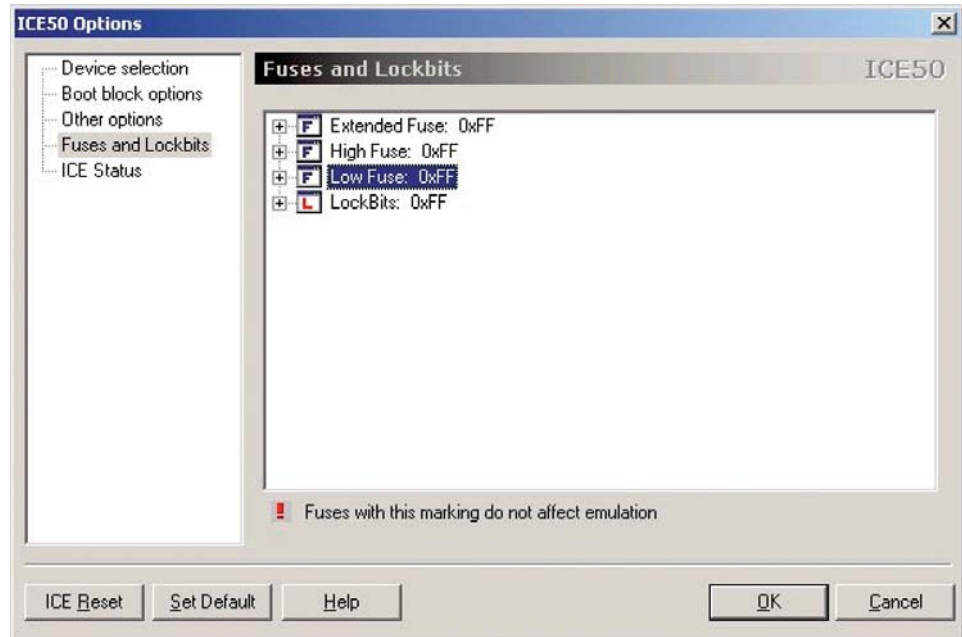 ICE50 Options
Device selection
Boot block options
Other options
Fuses and Lockbits
ICE Status
Fuses and Lockbits
ICE50
F Extended Fuse: 0xFF
F High Fuse: 0xFF
F Low Fuse: 0xFF
L LockBits: 0xFF
! Fuses with this marking do not affect emulation
ICE Reset
Set Default
Help
OK
Cancel